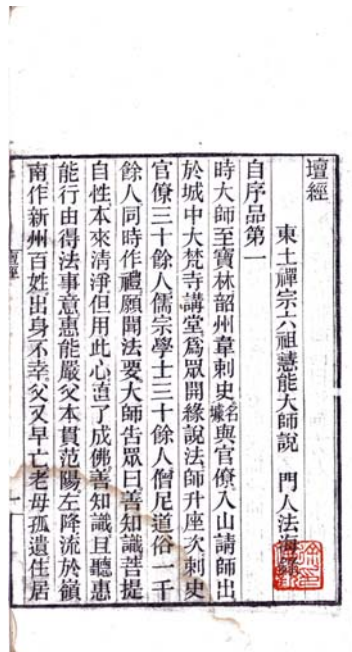 壇經
東土禪宗六祖慧能大師說　門人法海錄
自序品第一
時大師至寶林韶州韋刺史名璩與官僚入山請師出
於城中大梵寺講堂爲眾開緣說法師升座次刺史
官僚三十餘人儒宗學士三十餘人僧尼道俗一千
餘人同時作禮願聞法要大師告眾曰善知識菩提
自性本來清淨但用此心直了成佛善知識且聽惠
能行由得法事意惠能嚴父本貫范陽左降流於嶺
南作新州百姓出身不幸父又早亡老母孤遺住居
壇經
一